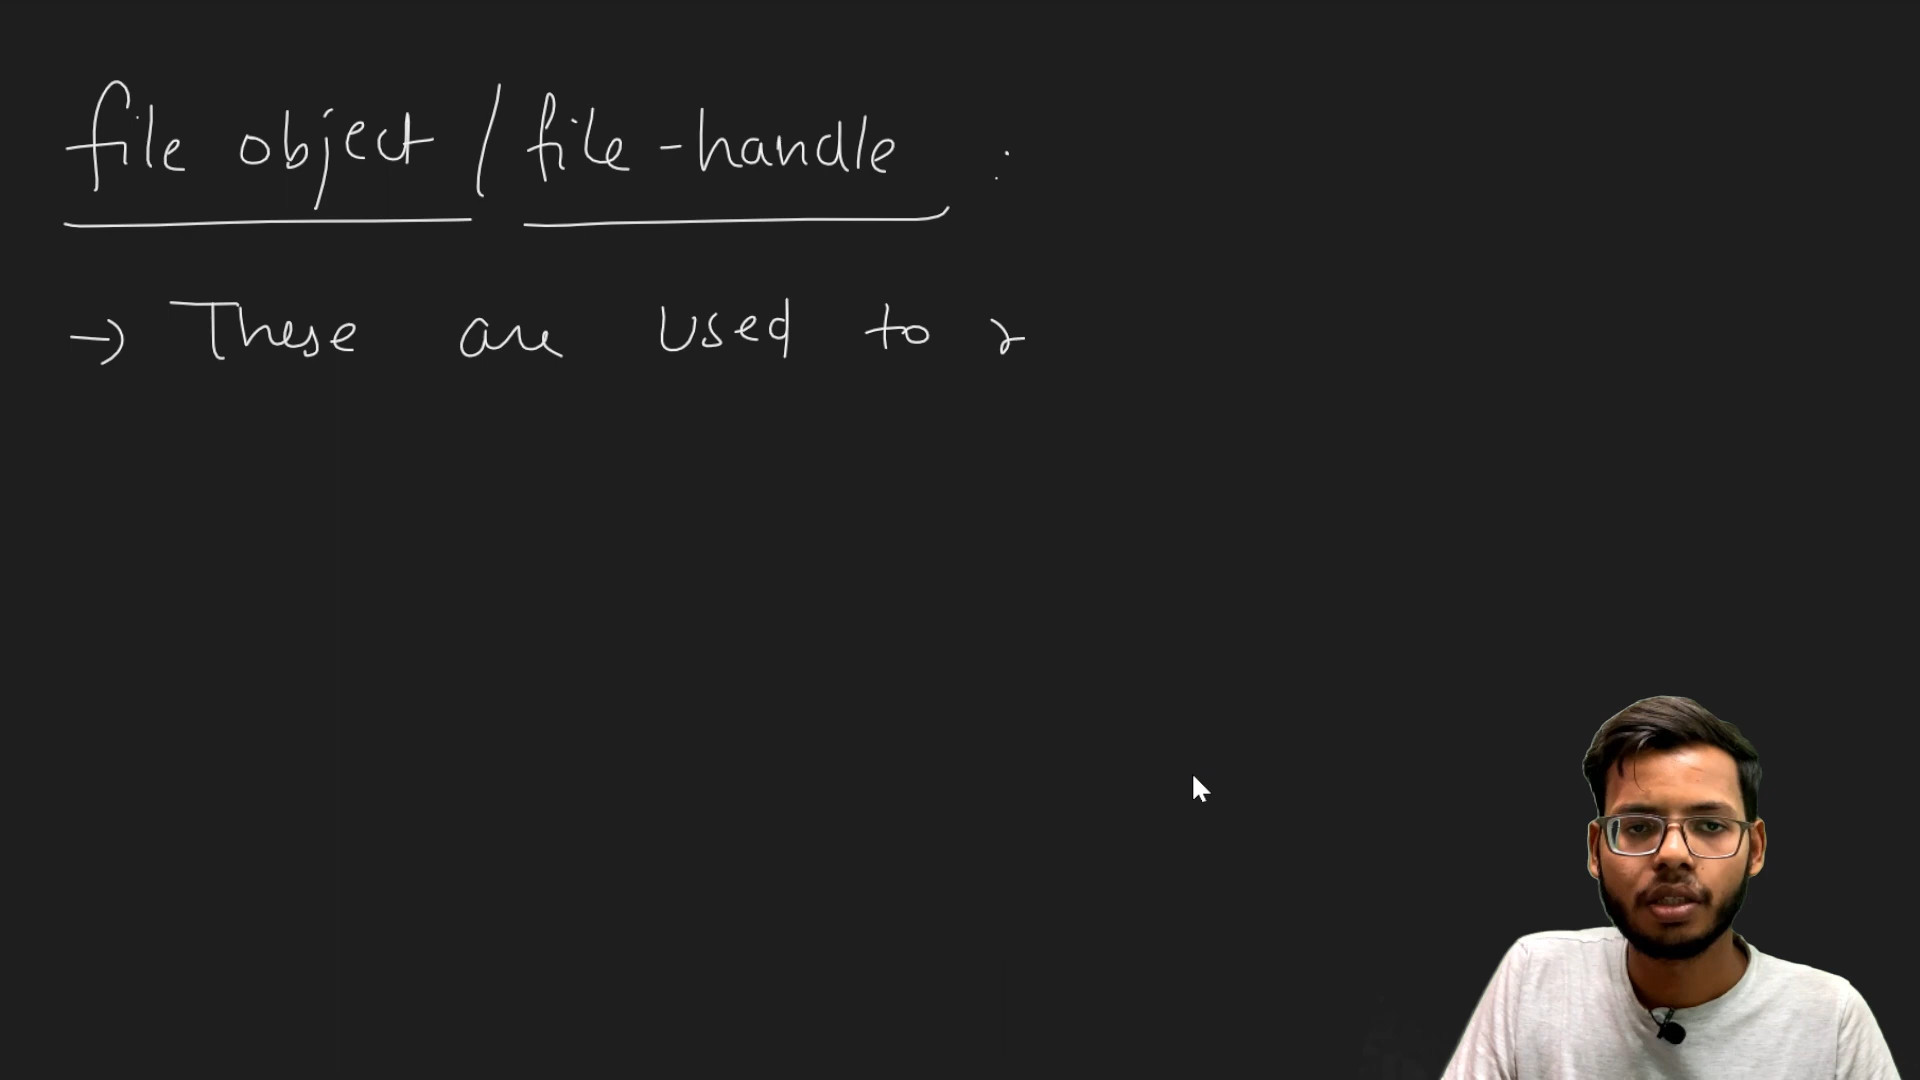 file object / file-handle :
→ These are used to r